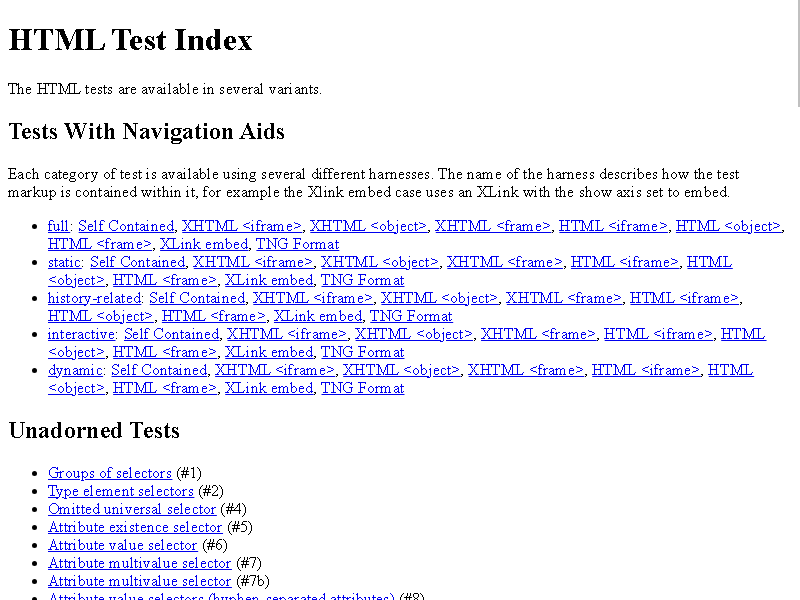 HTML Test Index
The HTML tests are available in several variants.
Tests With Navigation Aids
Each category of test is available using several different harnesses. The name of the harness describes how the test
markup is contained within it, for example the Xlink embed case uses an XLink with the show axis set to embed.
• full: Self Contained, XHTML <iframe>, XHTML <object>, XHTML <frame>, HTML <iframe>, HTML <object>,
HTML <frame>, XLink embed, TNG Format
• static: Self Contained, XHTML <iframe>, XHTML <object>, XHTML <frame>, HTML <iframe>, HTML
<object>, HTML <frame>, XLink embed, TNG Format
• history-related: Self Contained, XHTML <iframe>, XHTML <object>, XHTML <frame>, HTML <iframe>,
HTML <object>, HTML <frame>, XLink embed, TNG Format
• interactive: Self Contained, XHTML <iframe>, XHTML <object>, XHTML <frame>, HTML <iframe>, HTML
<object>, HTML <frame>, XLink embed, TNG Format
• dynamic: Self Contained, XHTML <iframe>, XHTML <object>, XHTML <frame>, HTML <iframe>, HTML
<object>, HTML <frame>, XLink embed, TNG Format
Unadorned Tests
• Groups of selectors (#1)
• Type element selectors (#2)
• Omitted universal selector (#4)
• Attribute existence selector (#5)
• Attribute value selector (#6)
• Attribute multivalue selector (#7)
• Attribute multivalue selector (#7b)
• Attribute value selectors (hyphen-separated attributes) (#8)